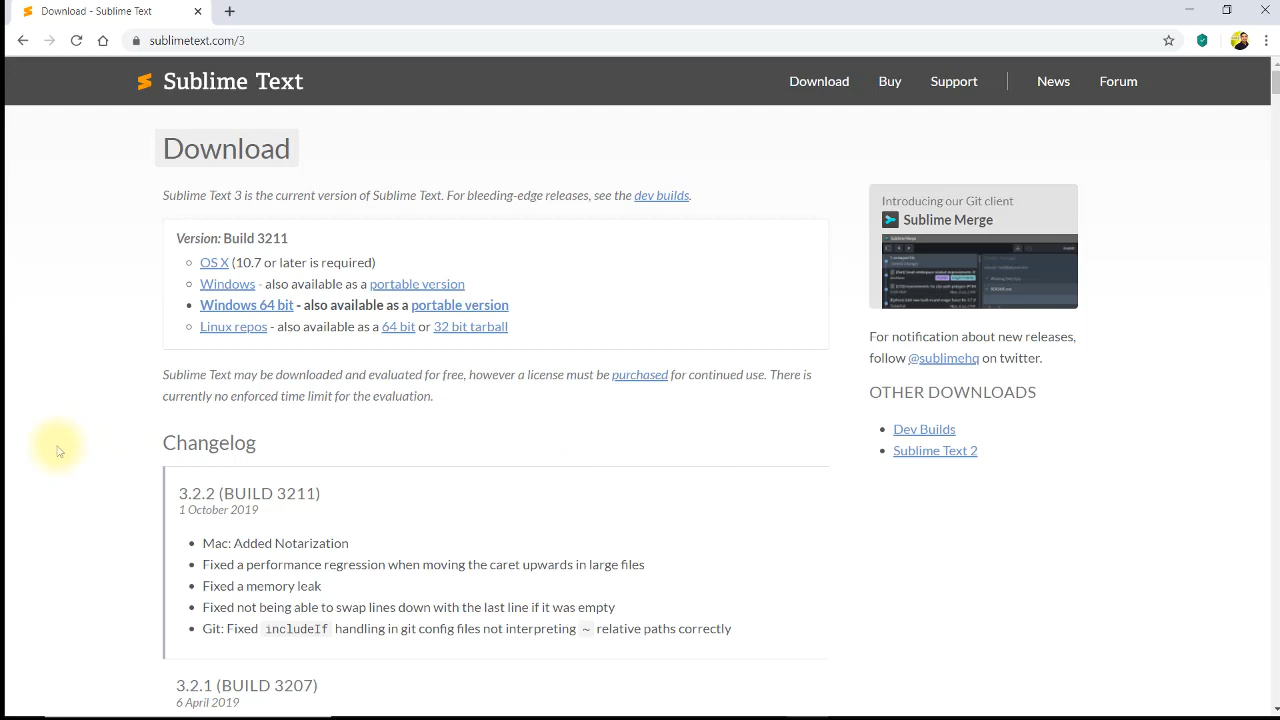 Download - Sublime Text
sublimetext.com/3
Sublime Text
Download Buy Support News Forum
Download
Sublime Text 3 is the current version of Sublime Text. For bleeding-edge releases, see the dev builds.
Version: Build 3211
OS X (10.7 or later is required)
Windows - also available as a portable version
Windows 64 bit - also available as a portable version
Linux repos - also available as a 64 bit or 32 bit tarball
Sublime Text may be downloaded and evaluated for free, however a license must be purchased for continued use. There is
currently no enforced time limit for the evaluation.
Changelog
3.2.2 (BUILD 3211)
1 October 2019
Mac: Added Notarization
Fixed a performance regression when moving the caret upwards in large files
Fixed a memory leak
Fixed not being able to swap lines down with the last line if it was empty
Git: Fixed includeIf handling in git config files not interpreting ~ relative paths correctly
3.2.1 (BUILD 3207)
6 April 2019
Introducing our Git client
Sublime Merge
For notification about new releases,
follow @sublimehq on twitter.
OTHER DOWNLOADS
Dev Builds
Sublime Text 2